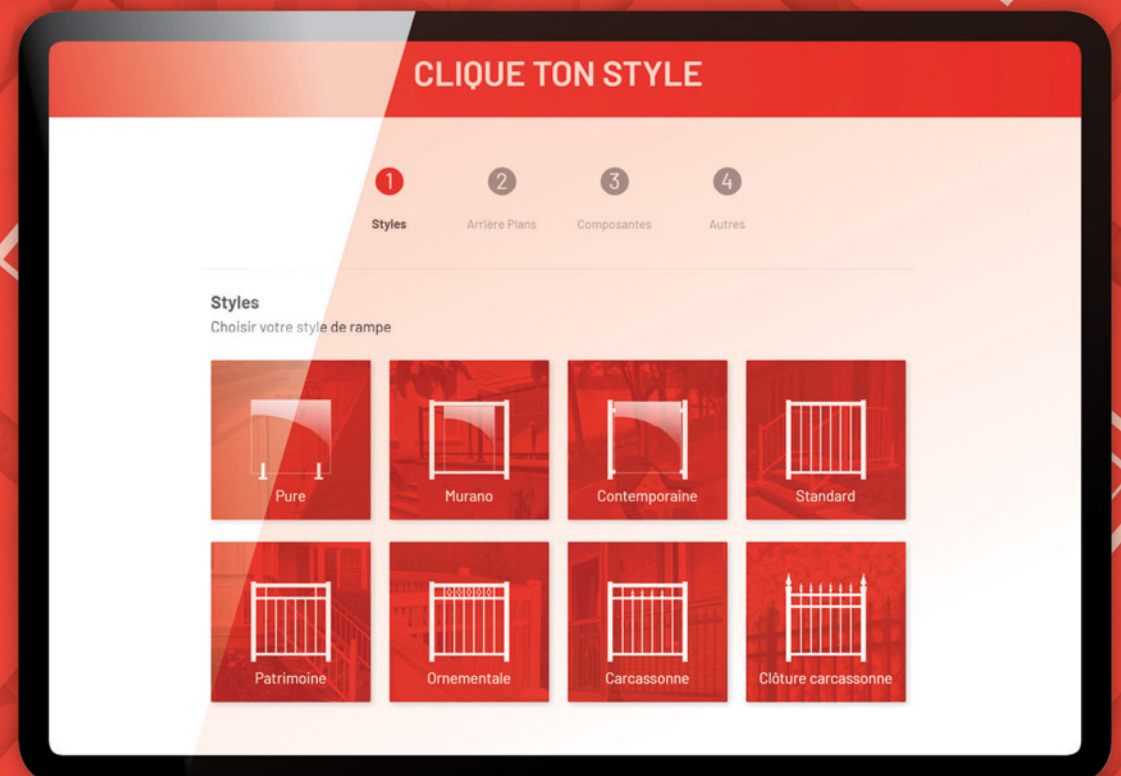 CLIQUE TON STYLE
1 2 3 4
Styles Arrière Plans Composantes Autres
Styles
Choisir votre style de rampe
Pure Murano Contemporaine Standard
Patrimoine Ornementale Carcassonne Clôture carcassonne